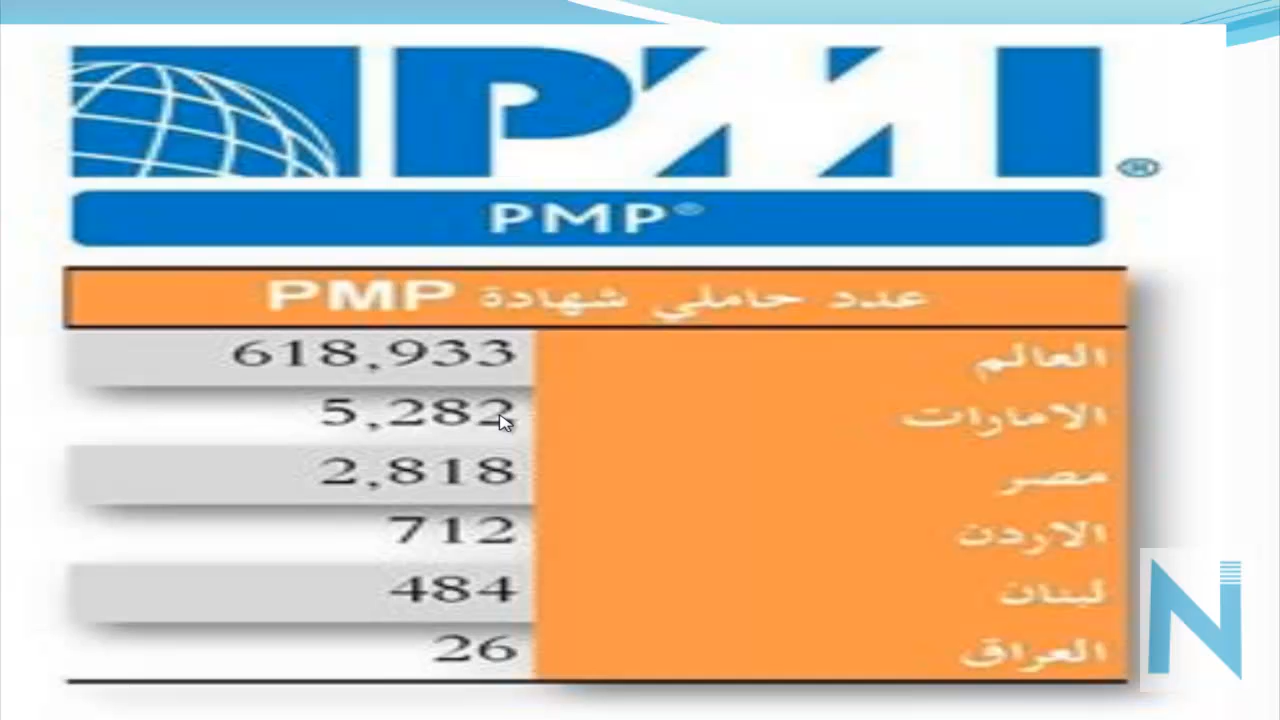 PMI®
PMP®
عدد حاملي شهادة PMP
العالم 618,933
الامارات 5,282
مصر 2,818
الاردن 712
لبنان 484
العراق 26
N